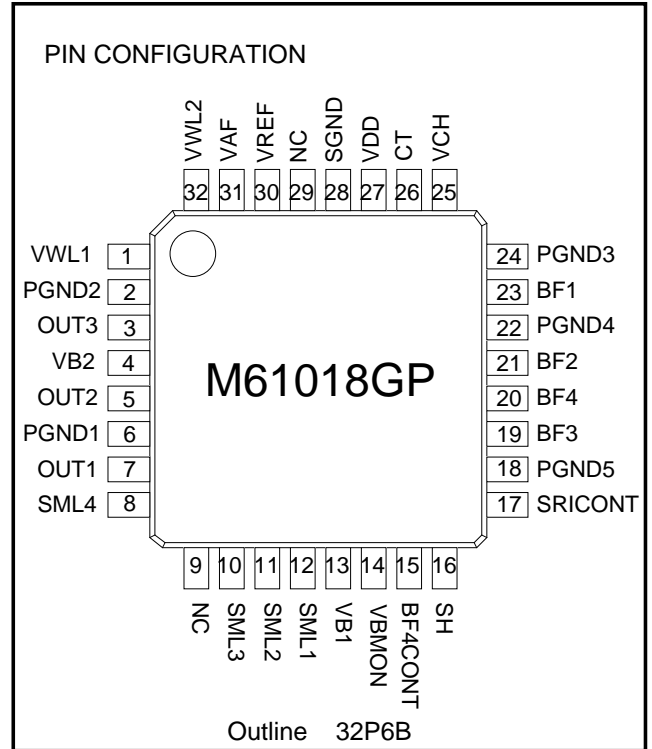 PIN CONFIGURATION
VWL2 VAF VREF NC SGND VDD CT VCH
32 31 30 29 28 27 26 25
VWL1 1 24 PGND3
PGND2 2 23 BF1
OUT3 3 22 PGND4
VB2 4 21 BF2
OUT2 5 20 BF4
PGND1 6 19 BF3
OUT1 7 18 PGND5
SML4 8 17 SRICONT
M61018GP
9 10 11 12 13 14 15 16
NC SML3 SML2 SML1 VB1 VBMON BF4CONT SH
Outline 32P6B